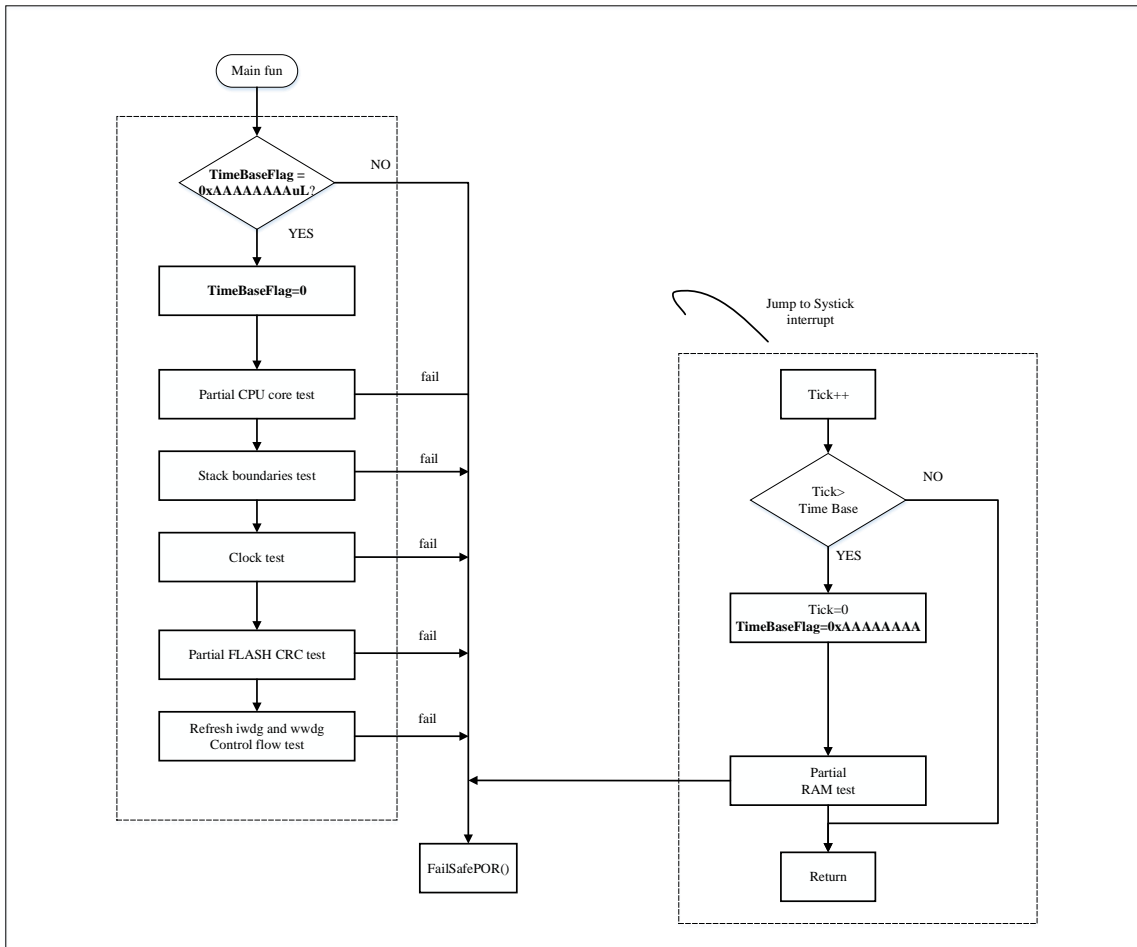 Main fun
TimeBaseFlag =
0xAAAAAAAAuL?
NO
YES
TimeBaseFlag=0
Partial CPU core test
fail
Stack boundaries test
fail
Clock test
fail
Partial FLASH CRC test
fail
Refresh iwdg and wwdg
Control flow test
fail
FailSafePOR()
Jump to Systick
interrupt
Tick++
Tick>
Time Base
NO
YES
Tick=0
TimeBaseFlag=0xAAAAAAAA
Partial
RAM test
Return